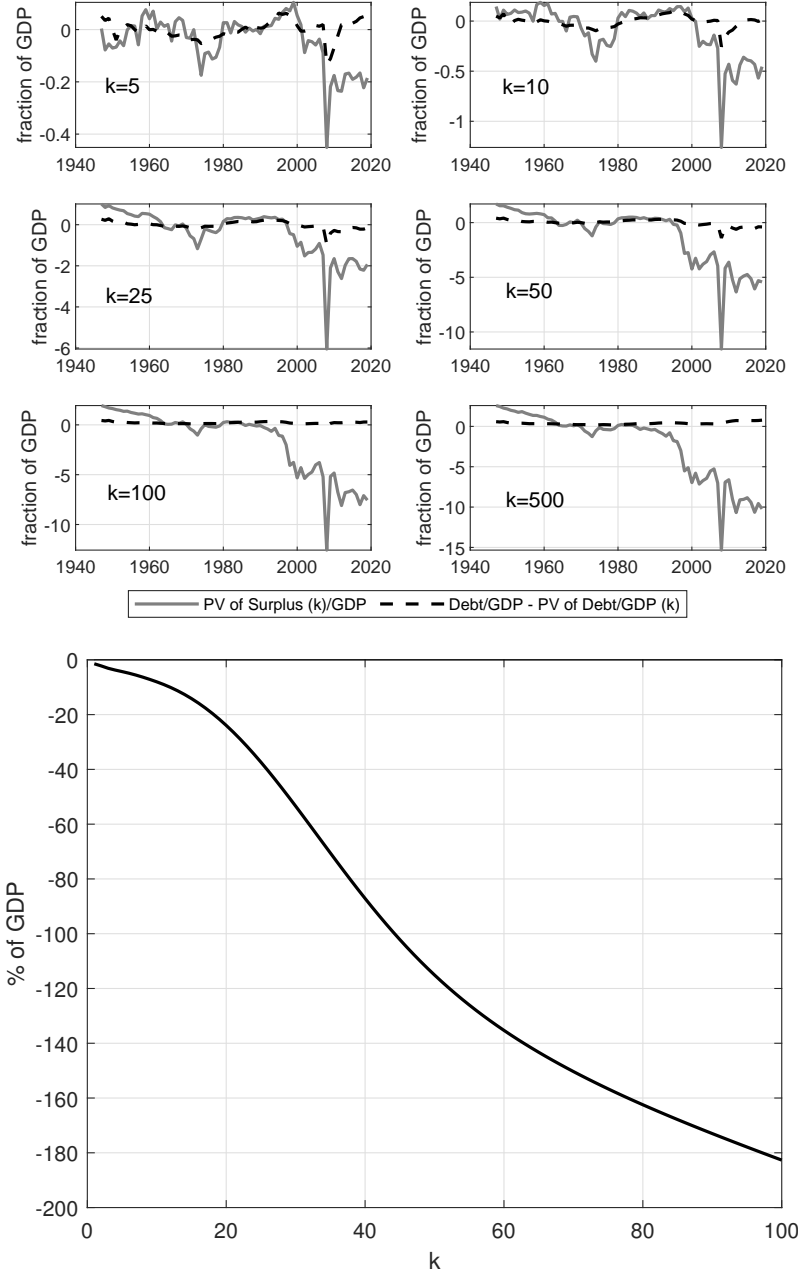 fraction of GDP
0
-0.2
-0.4
k=5
1940 1960 1980 2000 2020
fraction of GDP
0
-0.5
-1
k=10
1940 1960 1980 2000 2020
fraction of GDP
0
-2
-4
-6
k=25
1940 1960 1980 2000 2020
fraction of GDP
0
-5
-10
k=50
1940 1960 1980 2000 2020
fraction of GDP
0
-5
-10
k=100
1940 1960 1980 2000 2020
fraction of GDP
0
-5
-10
-15
k=500
1940 1960 1980 2000 2020
PV of Surplus (k)/GDP Debt/GDP - PV of Debt/GDP (k)
% of GDP
0
-20
-40
-60
-80
-100
-120
-140
-160
-180
-200
0 20 40 60 80 100
k